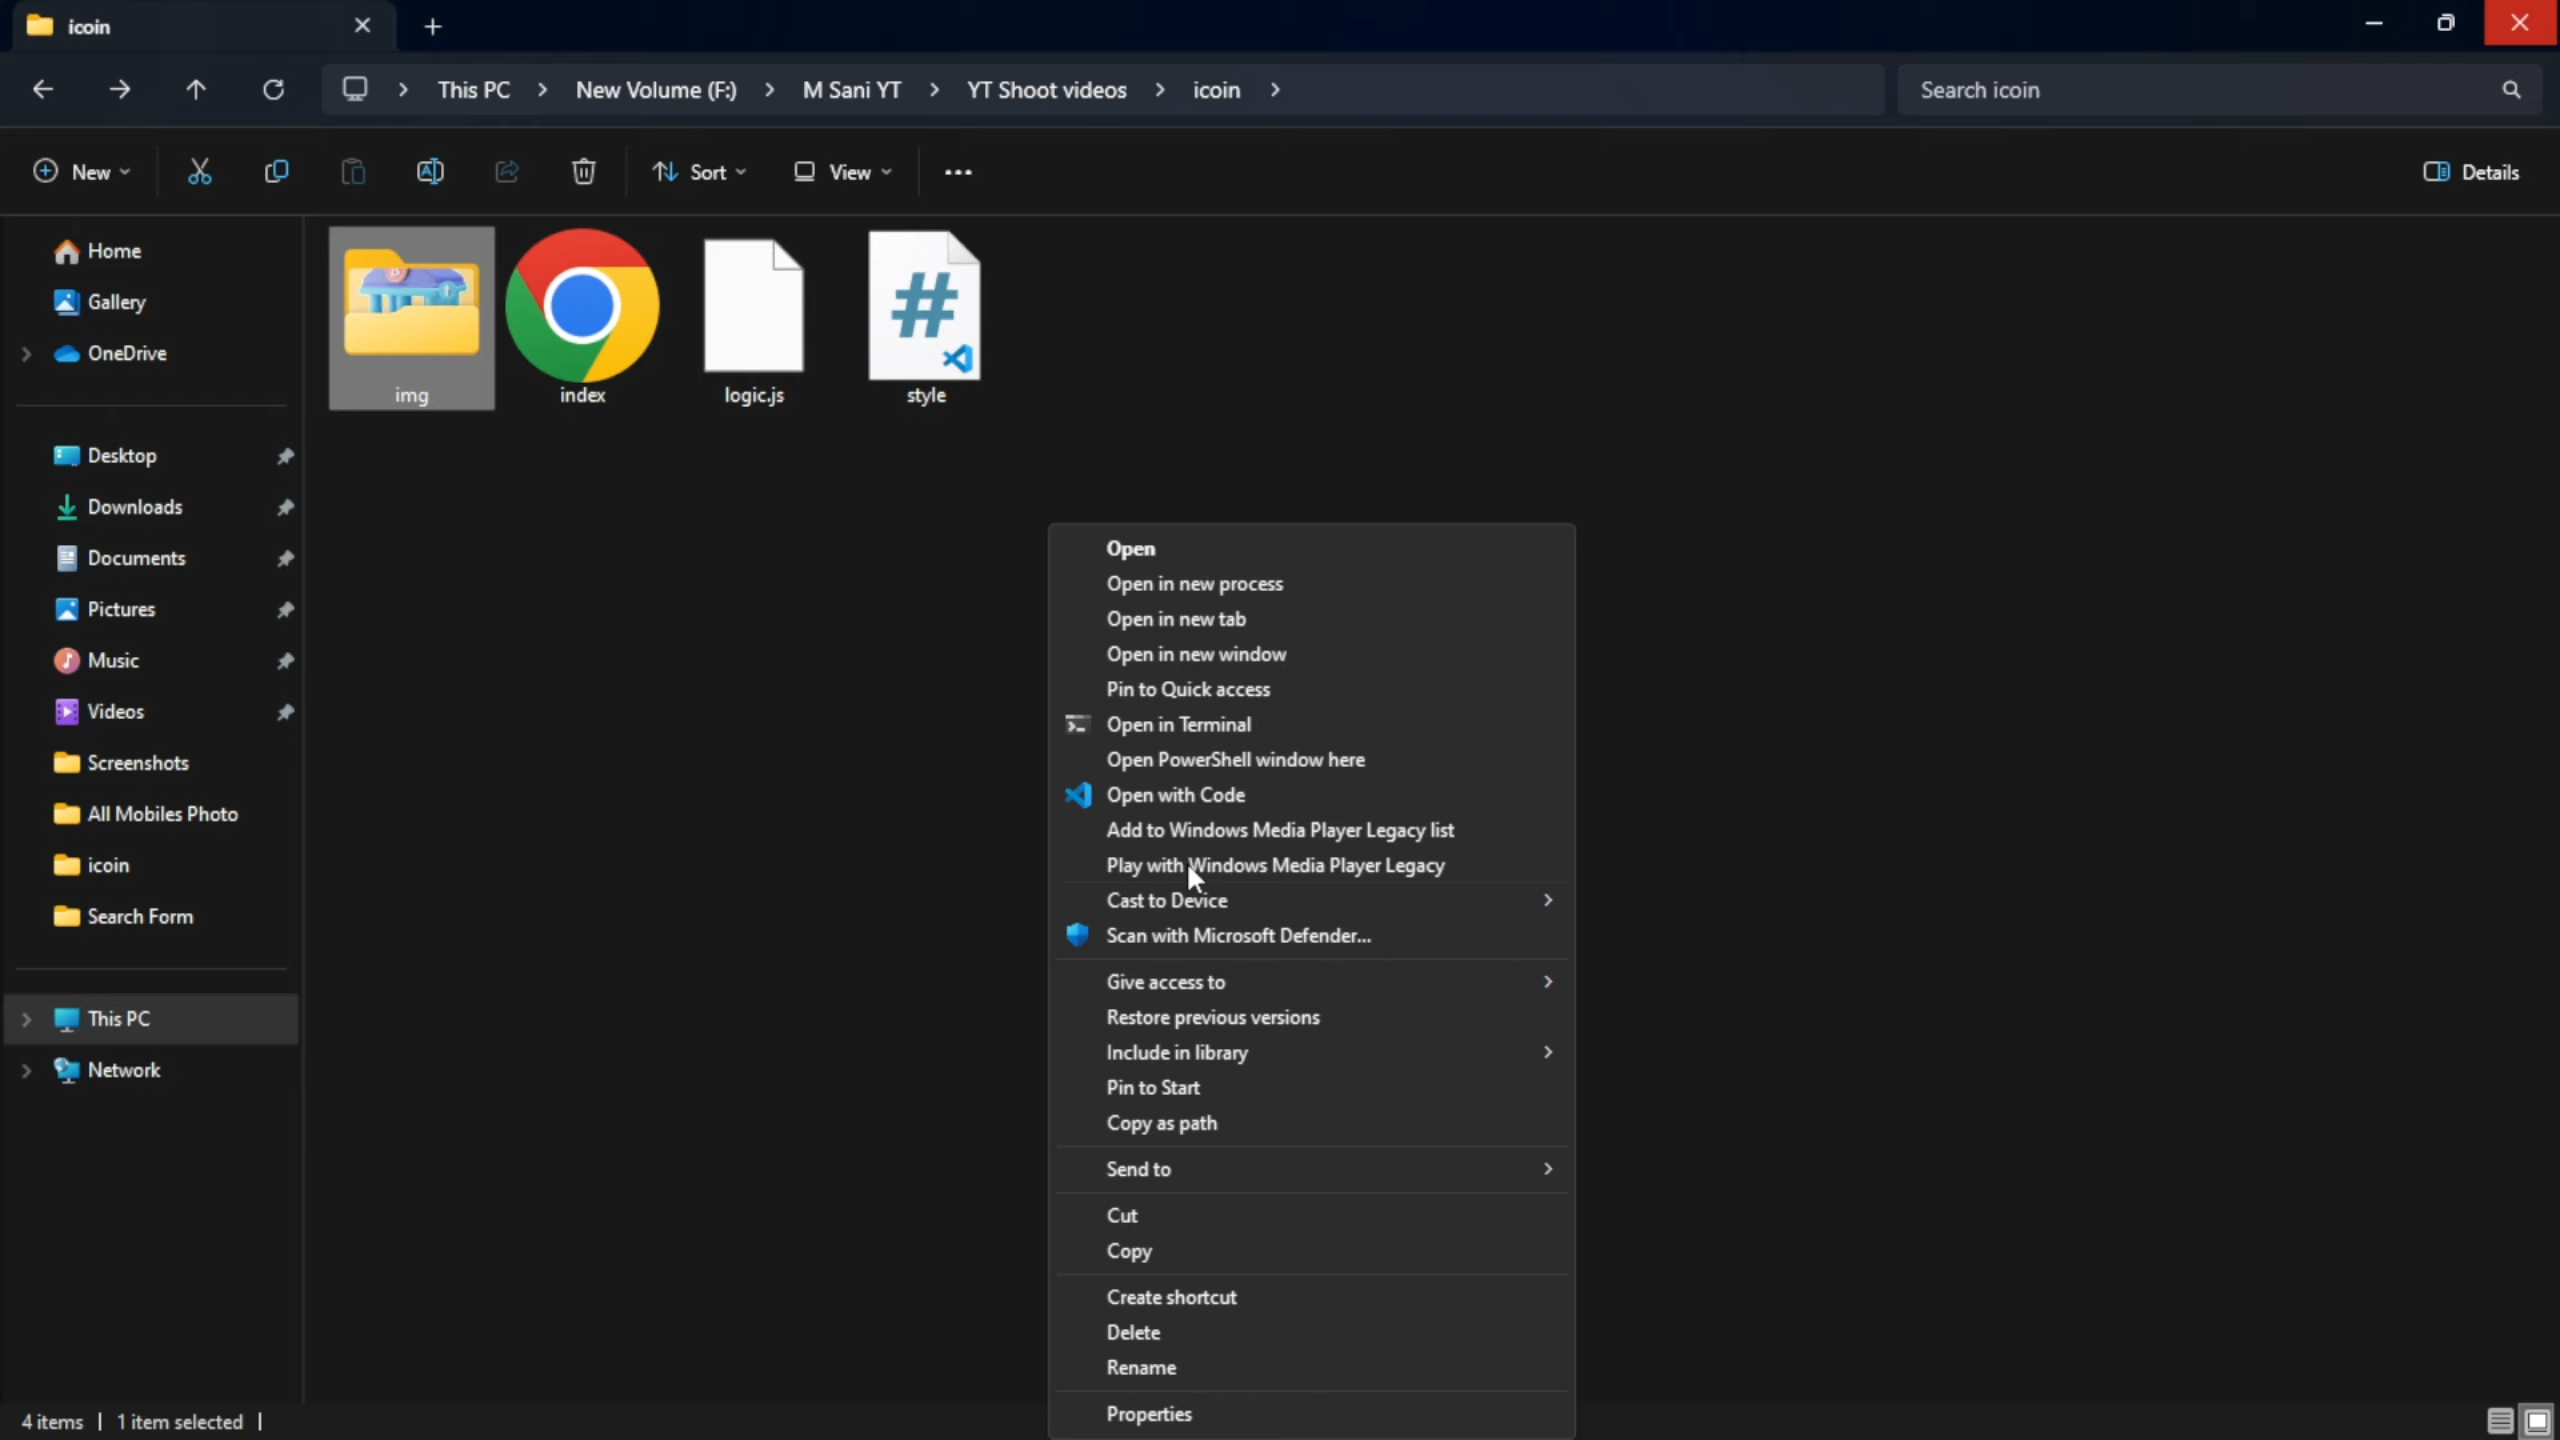 icoin
This PC > New Volume (F:) > M Sani YT > YT Shoot videos > icoin >
Search icoin
New
Sort
View
Details
Home
Gallery
OneDrive
Desktop
Downloads
Documents
Pictures
Music
Videos
Screenshots
All Mobiles Photo
icoin
Search Form
This PC
Network
img
index
logic.js
style
Open
Open in new process
Open in new tab
Open in new window
Pin to Quick access
Open in Terminal
Open PowerShell window here
Open with Code
Add to Windows Media Player Legacy list
Play with Windows Media Player Legacy
Cast to Device
Scan with Microsoft Defender...
Give access to
Restore previous versions
Include in library
Pin to Start
Copy as path
Send to
Cut
Copy
Create shortcut
Delete
Rename
Properties
4 items | 1 item selected |